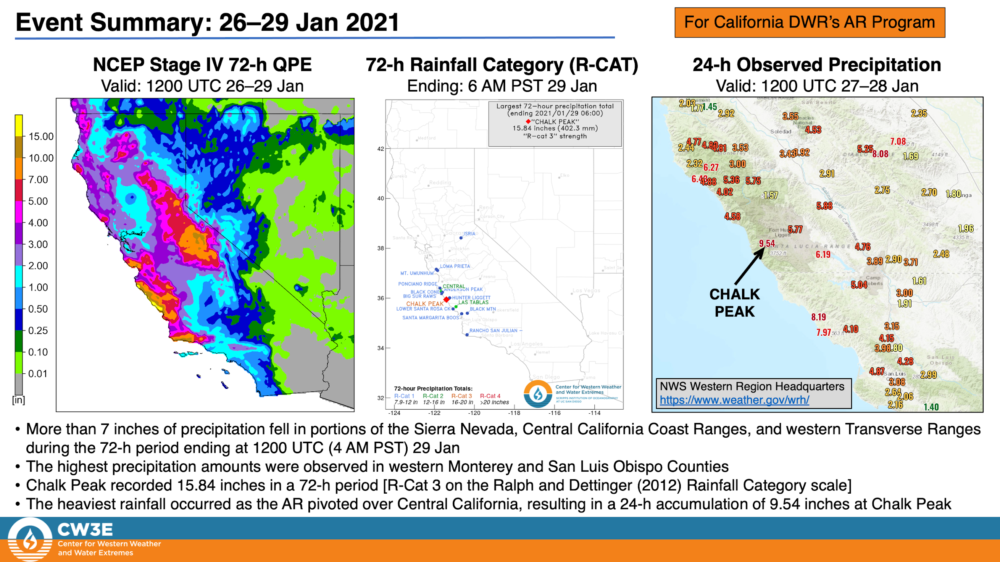 Event Summary: 26–29 Jan 2021
For California DWR’s AR Program
NCEP Stage IV 72-h QPE
Valid: 1200 UTC 26–29 Jan
15.00
10.00
7.00
5.00
4.00
3.00
2.00
1.00
0.50
0.25
0.10
0.01
[in]
72-h Rainfall Category (R-CAT)
Ending: 6 AM PST 29 Jan
Largest 72-hour precipitation total
(ending 2021/01/29 06:00)
"CHALK PEAK"
15.84 inches (402.3 mm)
"R-cat 3" strength
Medford
42
Eureka
Elko
Redding
40
Reno
Carson City
Sacramento
ISRIA
Santa Rosa
38
Stockton
San Francisco
LOMA PRIETA
MT. UMUNHUM
Fresno
Salinas
PONCIANO RIDGE
CENTRAL
ANDERSON PEAK
BLACK CONE
Las Vegas
BIG SUR RAWS
36
HUNTER LIGGETT
CHALK PEAK
LAS TABLAS
LOWER SANTA ROSA CK
BLACK MTN
SANTA MARGARITA BOOS
San Luis Obispo
RANCHO SAN JULIAN –
Santa Barbara
Los Angeles
34
Hemet
San Diego
Yuma
72-hour Precipitation Totals:
R-Cat 1 R-Cat 2 R-Cat 3 R-Cat 4
7.9-12 in 12-16 in 16-20 in >20 inches
Center for Western Weather
and Water Extremes
SCRIPPS INSTITUTION OF OCEANOGRAPHY
AT UC SAN DIEGO
32
-124 -122 -120 -118 -116 -114
24-h Observed Precipitation
Valid: 1200 UTC 27–28 Jan
San Benito
2.03
1.77
1.45
2.92
3.55
2.35
National
Soledad
4.53
4.77
2.44
4.81
3.53
Monterey
3.43
3.92
7.08
5.25
8.08
1.69
4149 ft
2.32
6.27
3.00
2.91
4.88
5.36
5.75
4.02
1.57
2.75
2.70
1.80
198
Salinas River
5.88
El Camino Real
4.58
3498 ft
1.96
4335 ft
5.77
Liggett
9.54
LUCIA RANGE
3752 ft
4.76
6.19
2.48
3.89
2.90
3.71
Camp
5.04
1.61
3.00
1.91
CHALK
PEAK
8.19
7.97
563 ft
4.10
3.15
4.15
3.98
.80
4.28
San Luis
Obispo
4.87
San Luis
2.99
3.08
2.64
2.06
2.16
1.40
NWS Western Region Headquarters
https://www.weather.gov/wrh/
• More than 7 inches of precipitation fell in portions of the Sierra Nevada, Central California Coast Ranges, and western Transverse Ranges
during the 72-h period ending at 1200 UTC (4 AM PST) 29 Jan
• The highest precipitation amounts were observed in western Monterey and San Luis Obispo Counties
• Chalk Peak recorded 15.84 inches in a 72-h period [R-Cat 3 on the Ralph and Dettinger (2012) Rainfall Category scale]
• The heaviest rainfall occurred as the AR pivoted over Central California, resulting in a 24-h accumulation of 9.54 inches at Chalk Peak
CW3E
Center for Western Weather
and Water Extremes